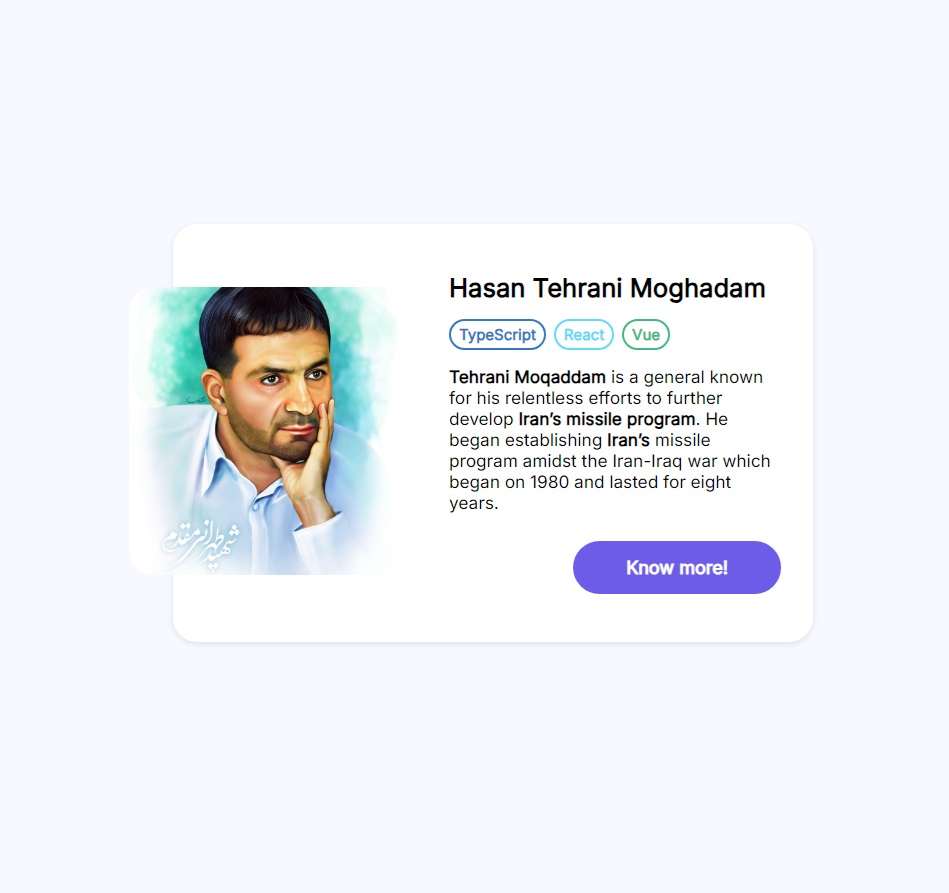 Hasan Tehrani Moghadam
TypeScript React Vue
Tehrani Moqaddam is a general known
for his relentless efforts to further
develop Iran’s missile program. He
began establishing Iran’s missile
program amidst the Iran-Iraq war which
began on 1980 and lasted for eight
years.
شهید طهرانی مقدم
Know more!